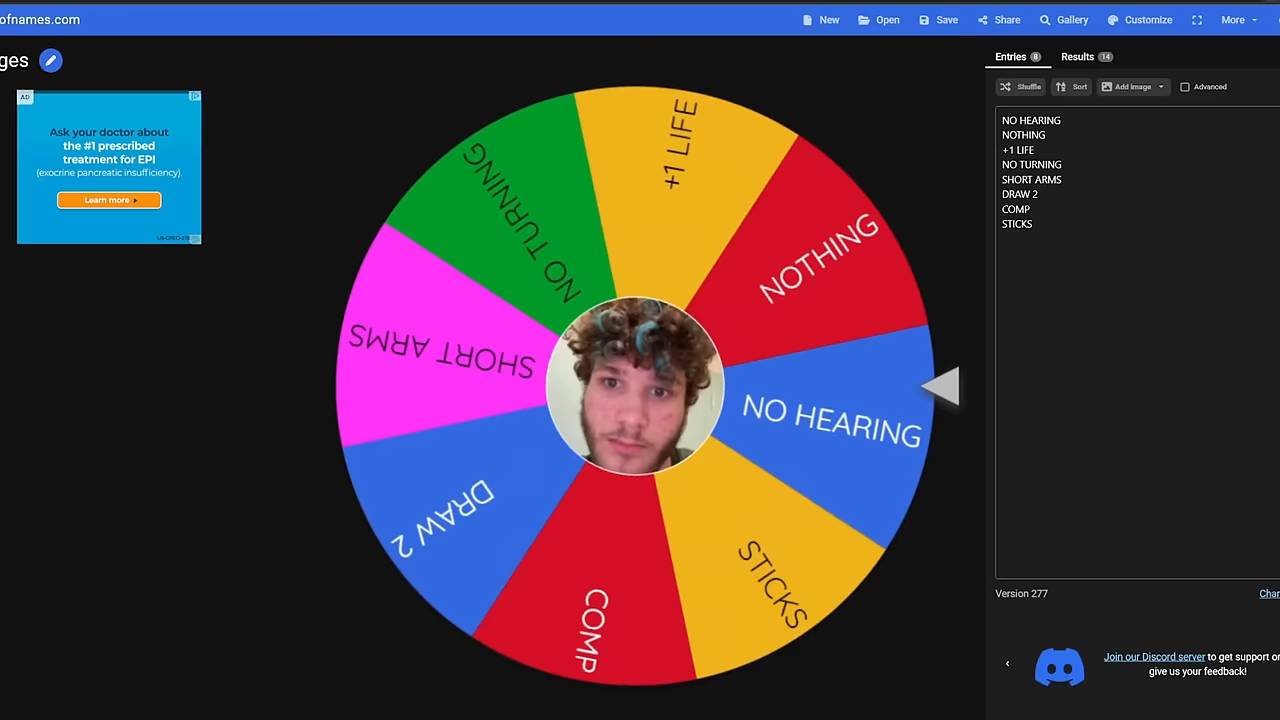 ofnames.com
New
Open
Save
Share
Gallery
Customize
More
ges
AD
Ask your doctor about
the #1 prescribed
treatment for EPI
(exocrine pancreatic insufficiency).
Learn more
Entries 8
Results 14
Shuffle
Sort
Add image
Advanced
NO HEARING
NOTHING
+1 LIFE
NO TURNING
SHORT ARMS
DRAW 2
COMP
STICKS
+1 LIFE
NOTHING
NO HEARING
STICKS
COMP
DRAW 2
SHORT ARMS
NO TURNING
Version 277
Char
Join our Discord server to get support or
give us your feedback!